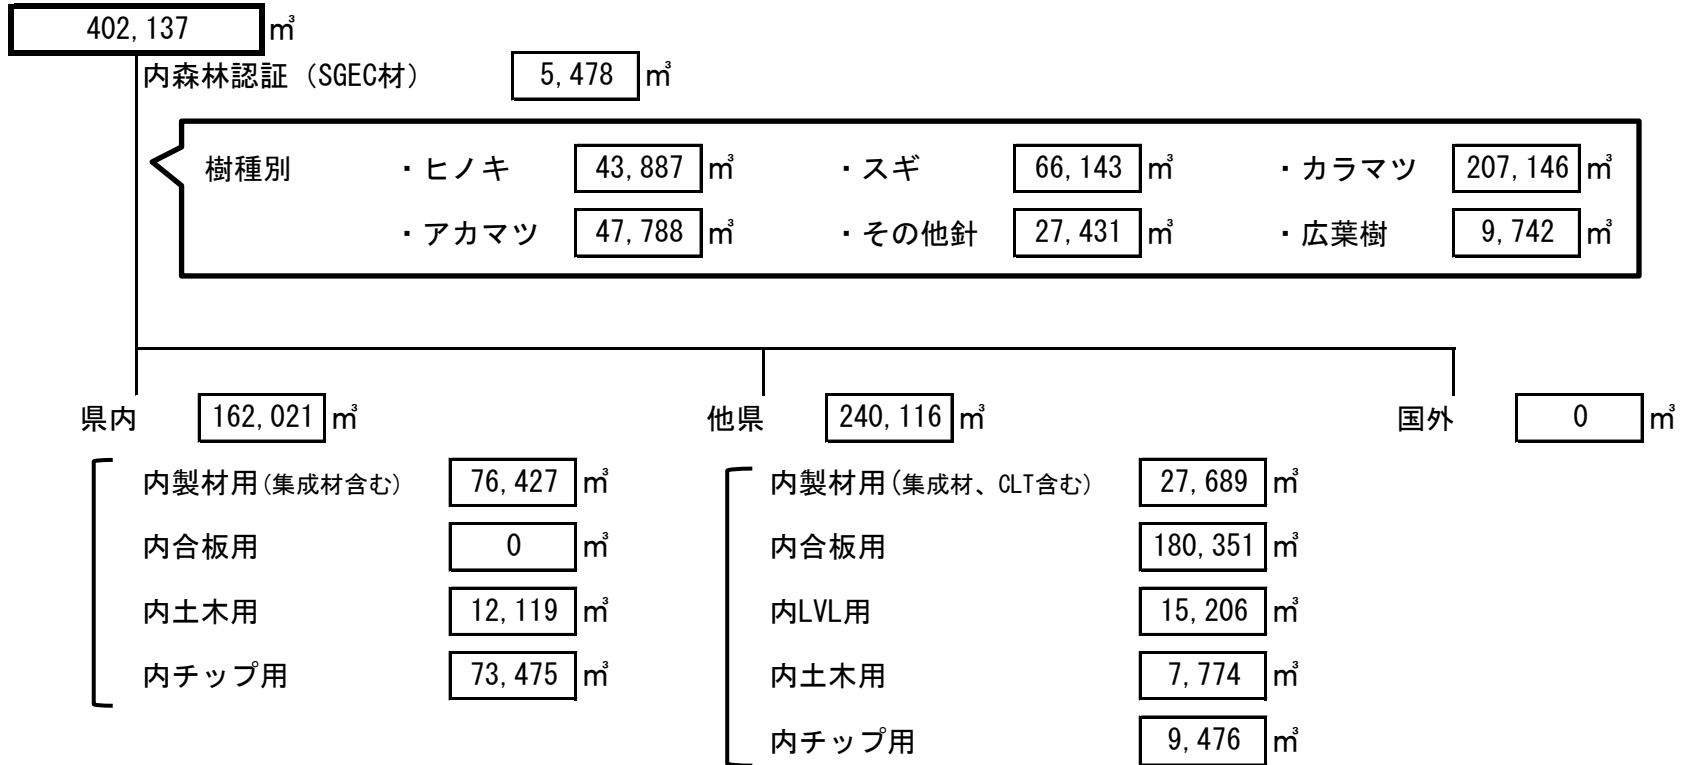 402,137 ㎥
内森林認証（SGEC材） 5,478 ㎥
樹種別 ・ヒノキ 43,887 ㎥ ・スギ 66,143 ㎥ ・カラマツ 207,146 ㎥
・アカマツ 47,788 ㎥ ・その他針 27,431 ㎥ ・広葉樹 9,742 ㎥
県内 162,021 ㎥ 他県 240,116 ㎥ 国外 0 ㎥
内製材用(集成材含む) 76,427 ㎥ 内製材用(集成材、CLT含む) 27,689 ㎥
内合板用 0 ㎥ 内合板用 180,351 ㎥
内土木用 12,119 ㎥ 内LVL用 15,206 ㎥
内チップ用 73,475 ㎥ 内土木用 7,774 ㎥
内チップ用 9,476 ㎥